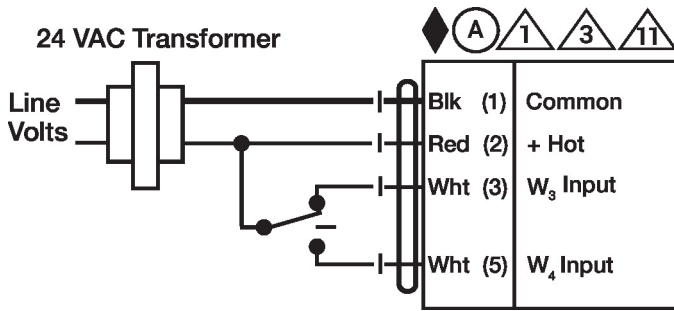 24 VAC Transformer
A 1 3 11
Line
Volts
Blk (1) Common
Red (2) + Hot
Wht (3) W₃ Input
Wht (5) W₄ Input